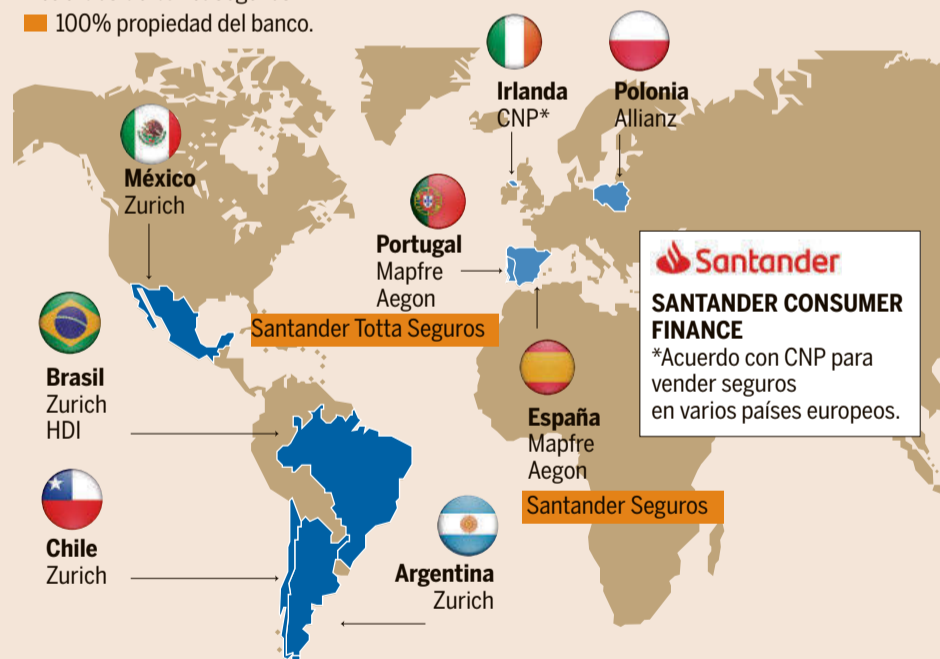 100% propiedad del banco.
Irlanda
CNP*
Polonia
Allianz
México
Zurich
Portugal
Mapfre
Aegon
Santander Totta Seguros
Santander
SANTANDER CONSUMER
FINANCE
*Acuerdo con CNP para
vender seguros
en varios países europeos.
Brasil
Zurich
HDI
España
Mapfre
Aegon
Santander Seguros
Chile
Zurich
Argentina
Zurich